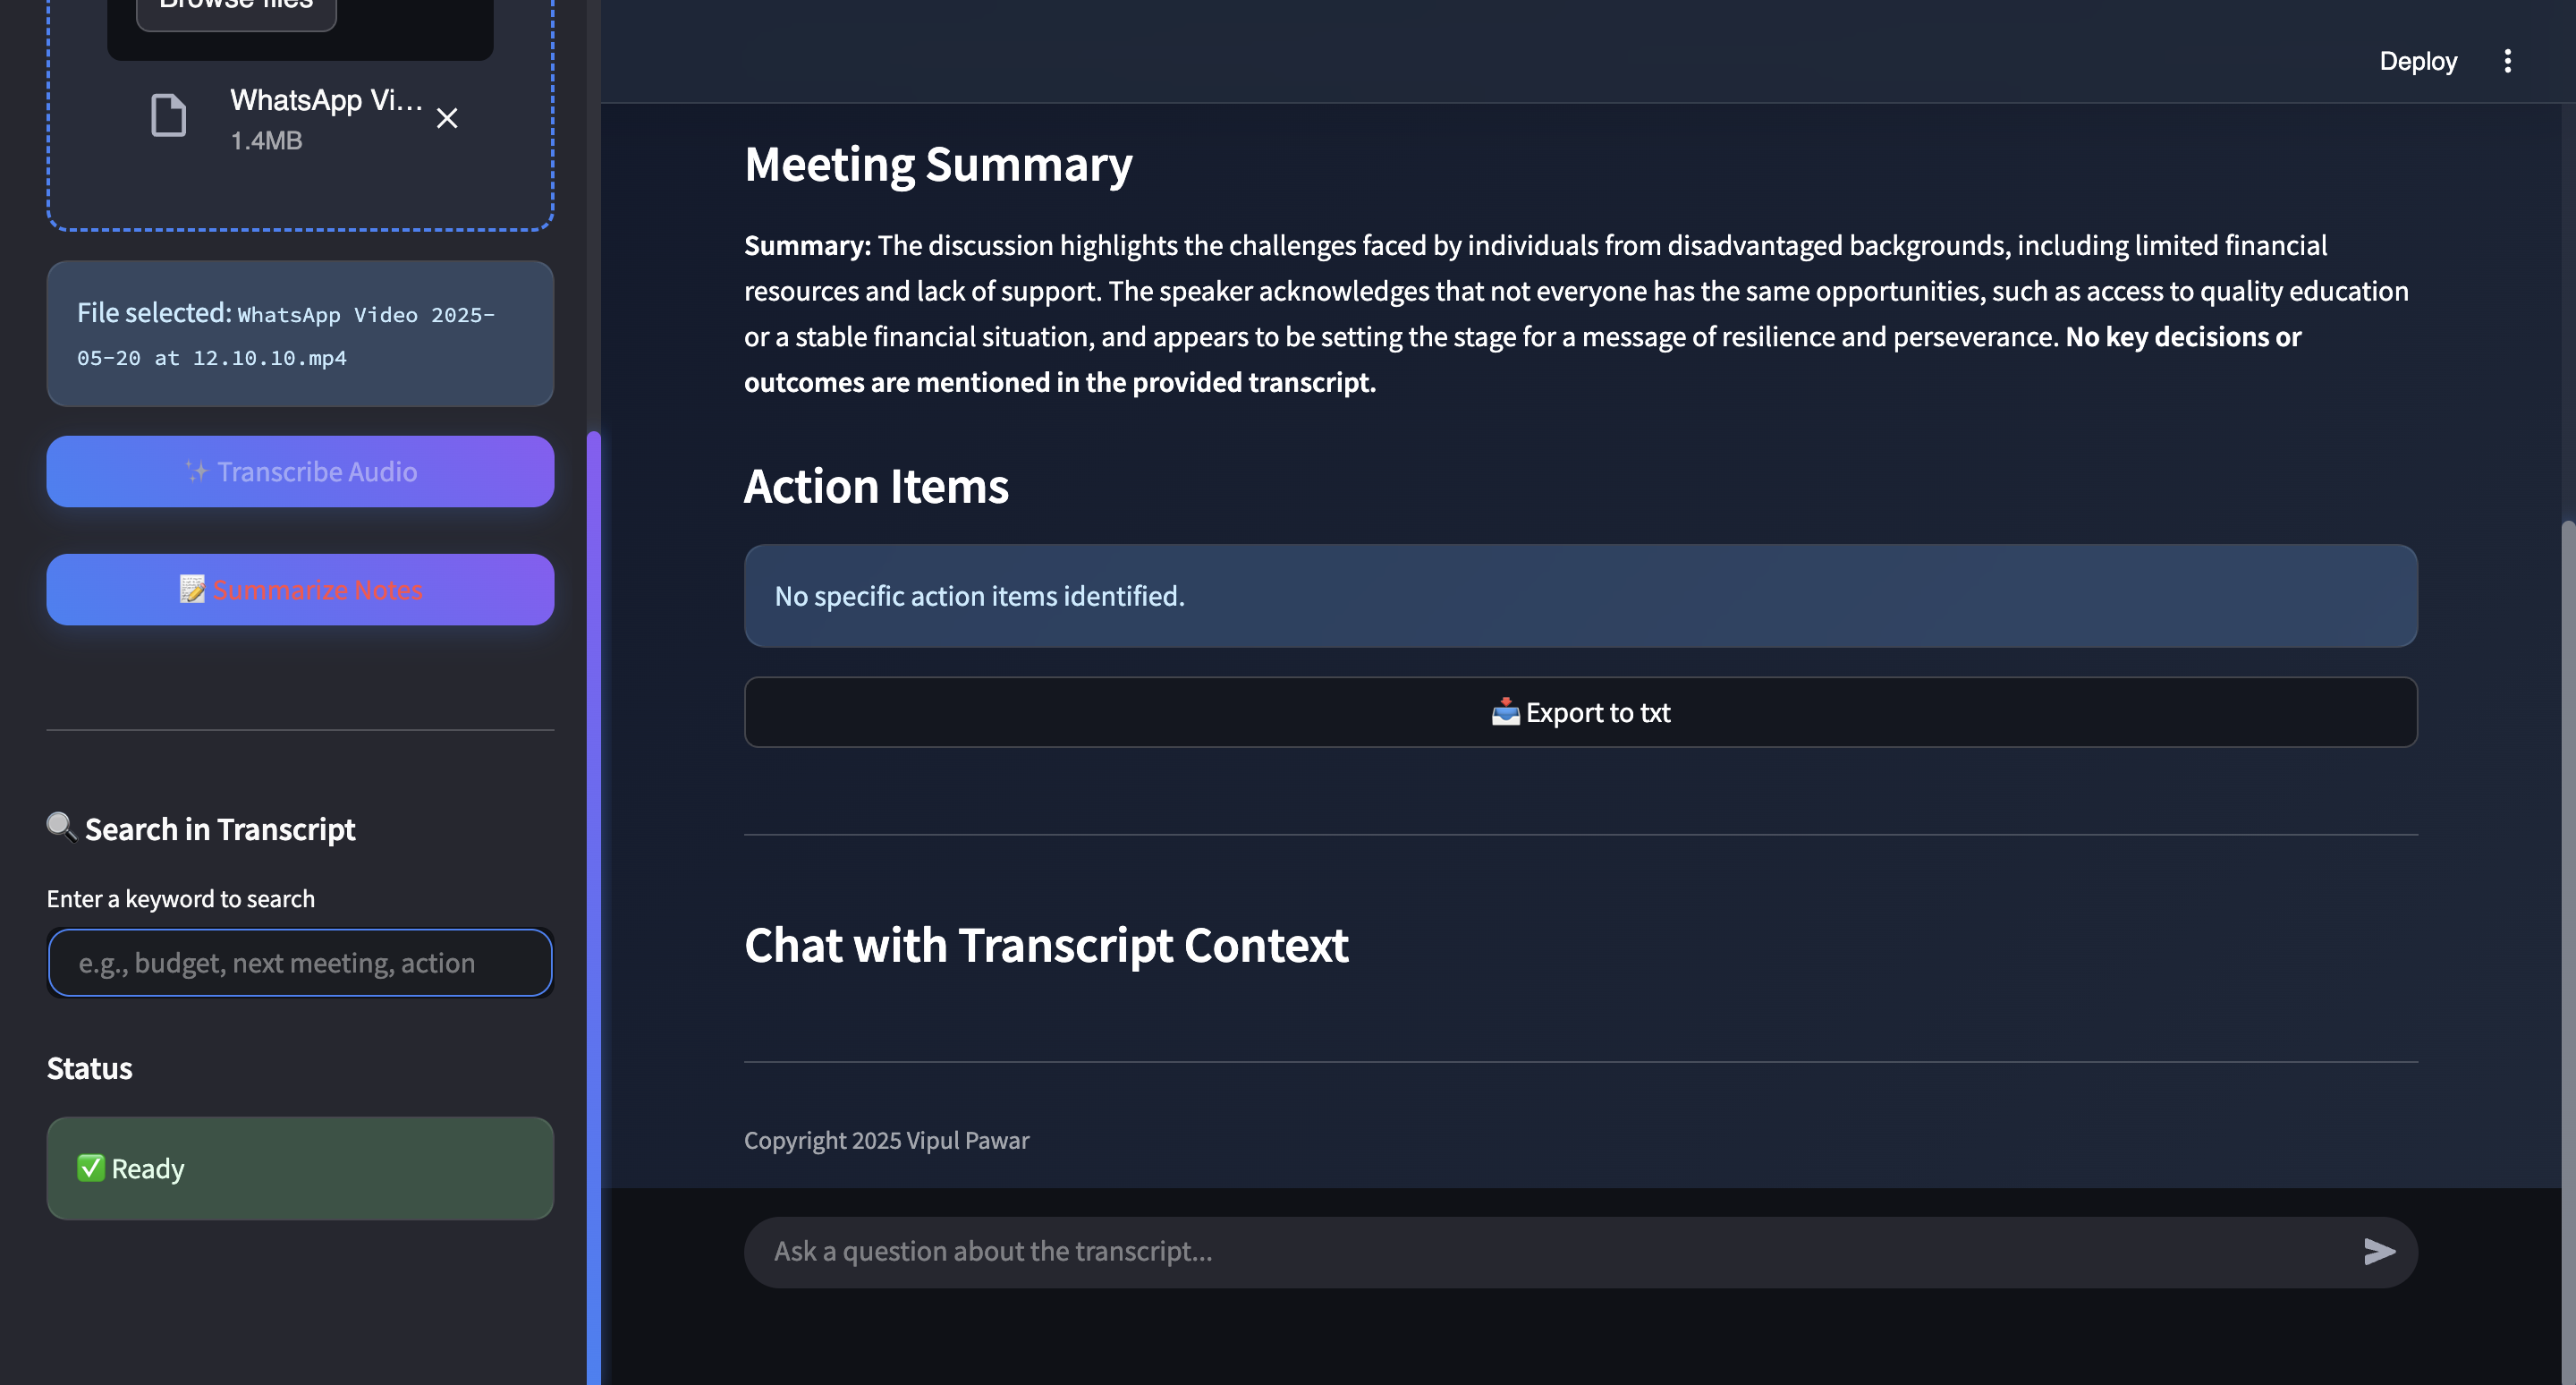 Browse files
WhatsApp Vi...
1.4MB
File selected: WhatsApp Video 2025-
05-20 at 12.10.10.mp4
✨ Transcribe Audio
📝 Summarize Notes
🔍 Search in Transcript
Enter a keyword to search
e.g., budget, next meeting, action
Status
✅ Ready
Deploy
Meeting Summary
Summary: The discussion highlights the challenges faced by individuals from disadvantaged backgrounds, including limited financial
resources and lack of support. The speaker acknowledges that not everyone has the same opportunities, such as access to quality education
or a stable financial situation, and appears to be setting the stage for a message of resilience and perseverance. No key decisions or
outcomes are mentioned in the provided transcript.
Action Items
No specific action items identified.
📥 Export to txt
Chat with Transcript Context
Copyright 2025 Vipul Pawar
Ask a question about the transcript...